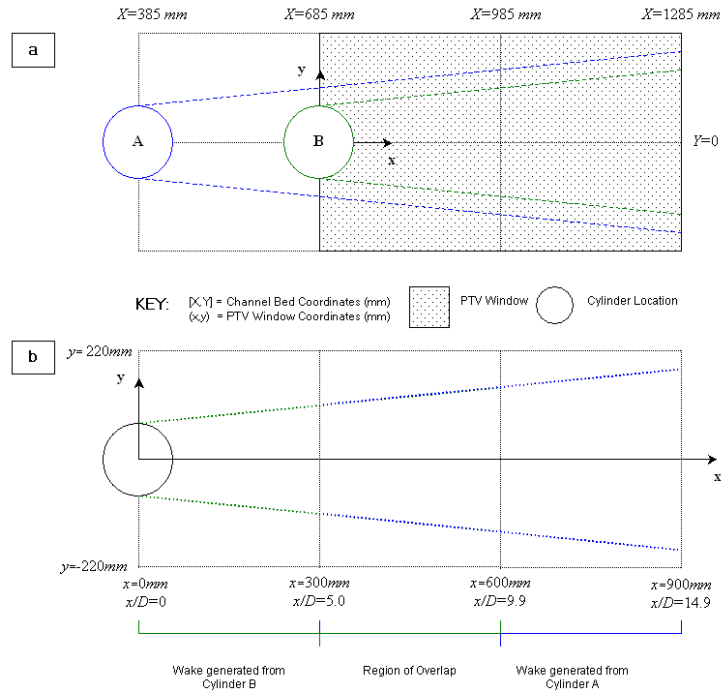 X=385 mm X=685 mm X=985 mm X=1285 mm
a
y
A B
x
Y=0
KEY: [X,Y] = Channel Bed Coordinates (mm)
(x,y) = PTV Window Coordinates (mm)
PTV Window
Cylinder Location
b
y= 220mm
y
x
y=-220mm
x=0mm x=300mm x=600mm x=900mm
x/D=0 x/D=5.0 x/D=9.9 x/D=14.9
Wake generated from
Cylinder B
Region of Overlap
Wake generated from
Cylinder A